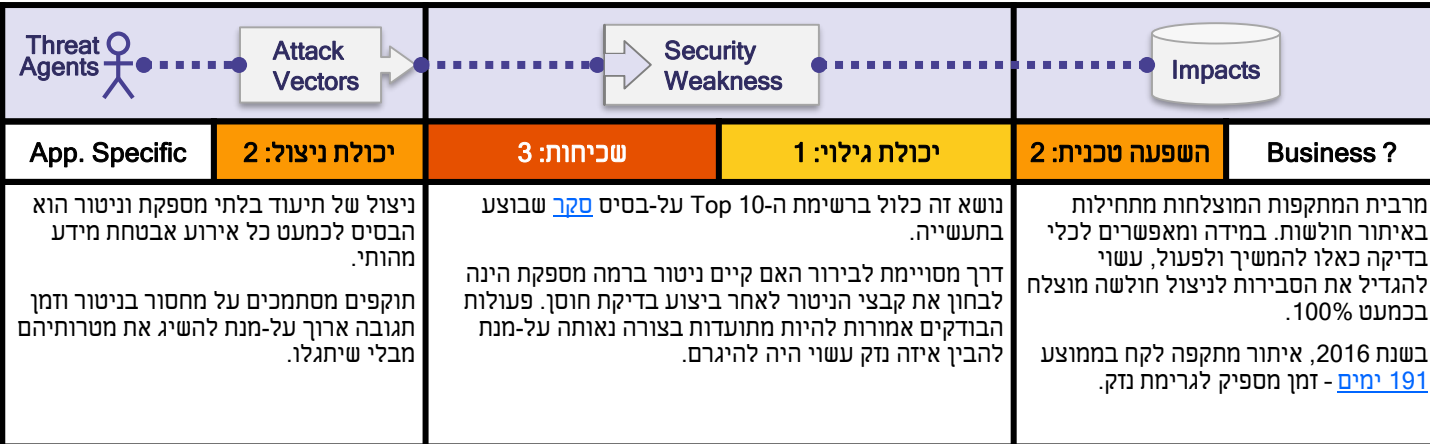 Threat
Agents
Attack
Vectors
Security
Weakness
Impacts
App. Specific
יכולת ניצול: 2
שכיחות: 3
יכולת גילוי: 1
השפעה טכנית: 2
Business ?
ניצול של תיעוד בלתי מספקת וניטור הוא
הבסיס לכמעט כל אירוע אבטחת מידע
מהותי.
תוקפים מסתמכים על מחסור בניטור וזמן
תגובה ארוך על-מנת להשיג את מטרותיהם
מבלי שיתגלו.
נושא זה כלול ברשימת ה-Top 10 על-בסיס סקר שבוצע
בתעשייה.
דרך מסויימת לבירור האם קיים ניטור ברמה מספקת הינה
לבחון את קבצי הניטור לאחר ביצוע בדיקת חוסן. פעולות
הבודקים אמורות להיות מתועדות בצורה נאותה על-מנת
להבין איזה נזק עשוי היה להיגרם.
מרבית המתקפות המוצלחות מתחילות
באיתור חולשות. במידה ומאפשרים לכלי
בדיקה כאלו להמשיך ולפעול, עשוי
להגדיל את הסבירות לניצול חולשה מוצלח
בכמעט 100%.
בשנת 2016, איתור מתקפה לקח בממוצע
191 ימים – זמן מספיק לגרימת נזק.